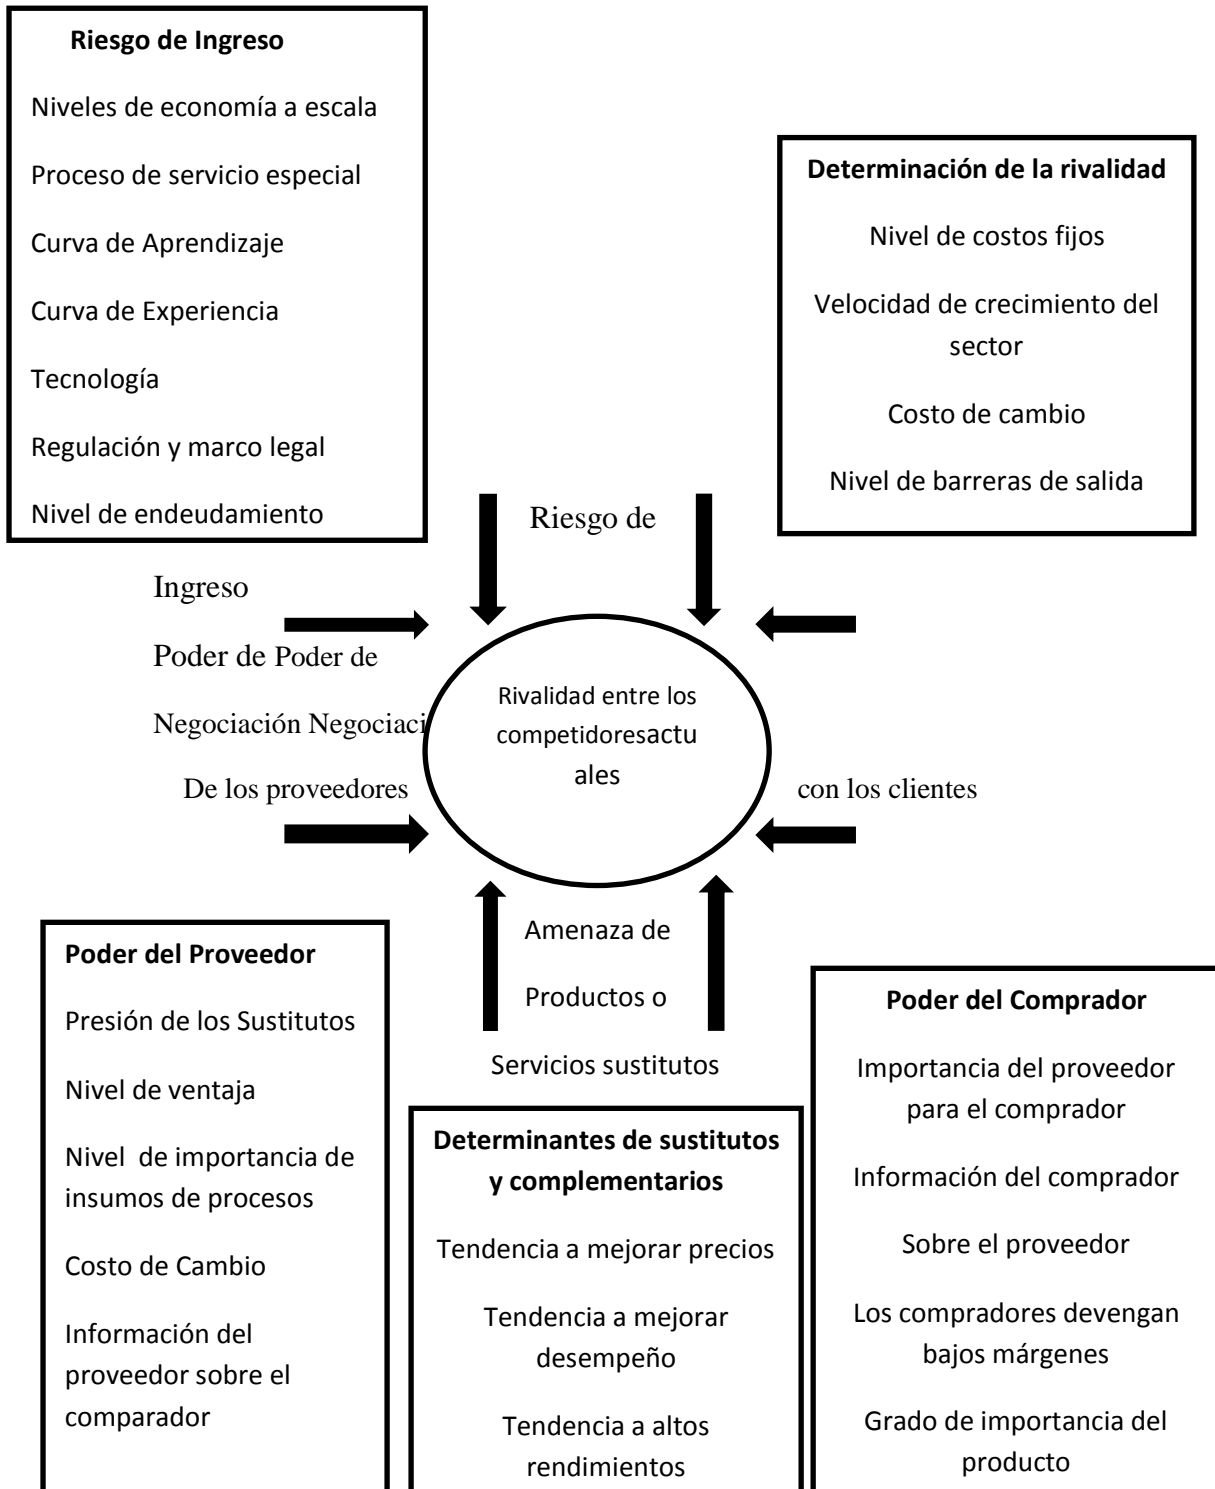 Riesgo de Ingreso
Niveles de economía a escala
Proceso de servicio especial
Curva de Aprendizaje
Curva de Experiencia
Tecnología
Regulación y marco legal
Nivel de endeudamiento
Determinación de la rivalidad
Nivel de costos fijos
Velocidad de crecimiento del
sector
Costo de cambio
Nivel de barreras de salida
Riesgo de
Ingreso
Poder de Poder de
Negociación Negociaci
De los proveedores
con los clientes
Rivalidad entre los
competidoresactu
ales
Amenaza de
Productos o
Servicios sustitutos
Poder del Proveedor
Presión de los Sustitutos
Nivel de ventaja
Nivel  de importancia de
insumos de procesos
Costo de Cambio
Información del
proveedor sobre el
comparador
Determinantes de sustitutos
y complementarios
Tendencia a mejorar precios
Tendencia a mejorar
desempeño
Tendencia a altos
rendimientos
Poder del Comprador
Importancia del proveedor
para el comprador
Información del comprador
Sobre el proveedor
Los compradores devengan
bajos márgenes
Grado de importancia del
producto